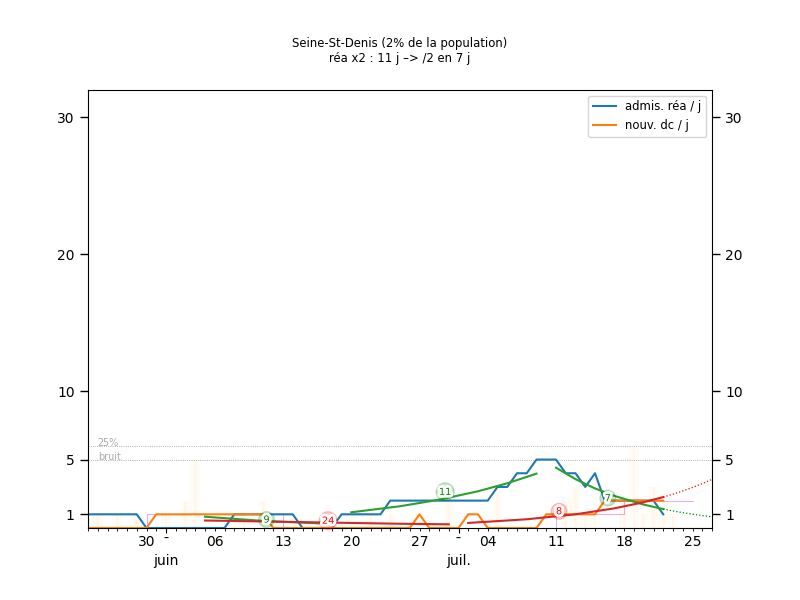 Seine-St-Denis (2% de la population)
réa x2 : 11 j –> /2 en 7 j
admis. réa / j
nouv. dc / j
30 30
20 20
10 10
25%
bruit
5 5
11
7
8
9
24
1 1
30 06 13 20 27 04 11 18 25
juin juil.